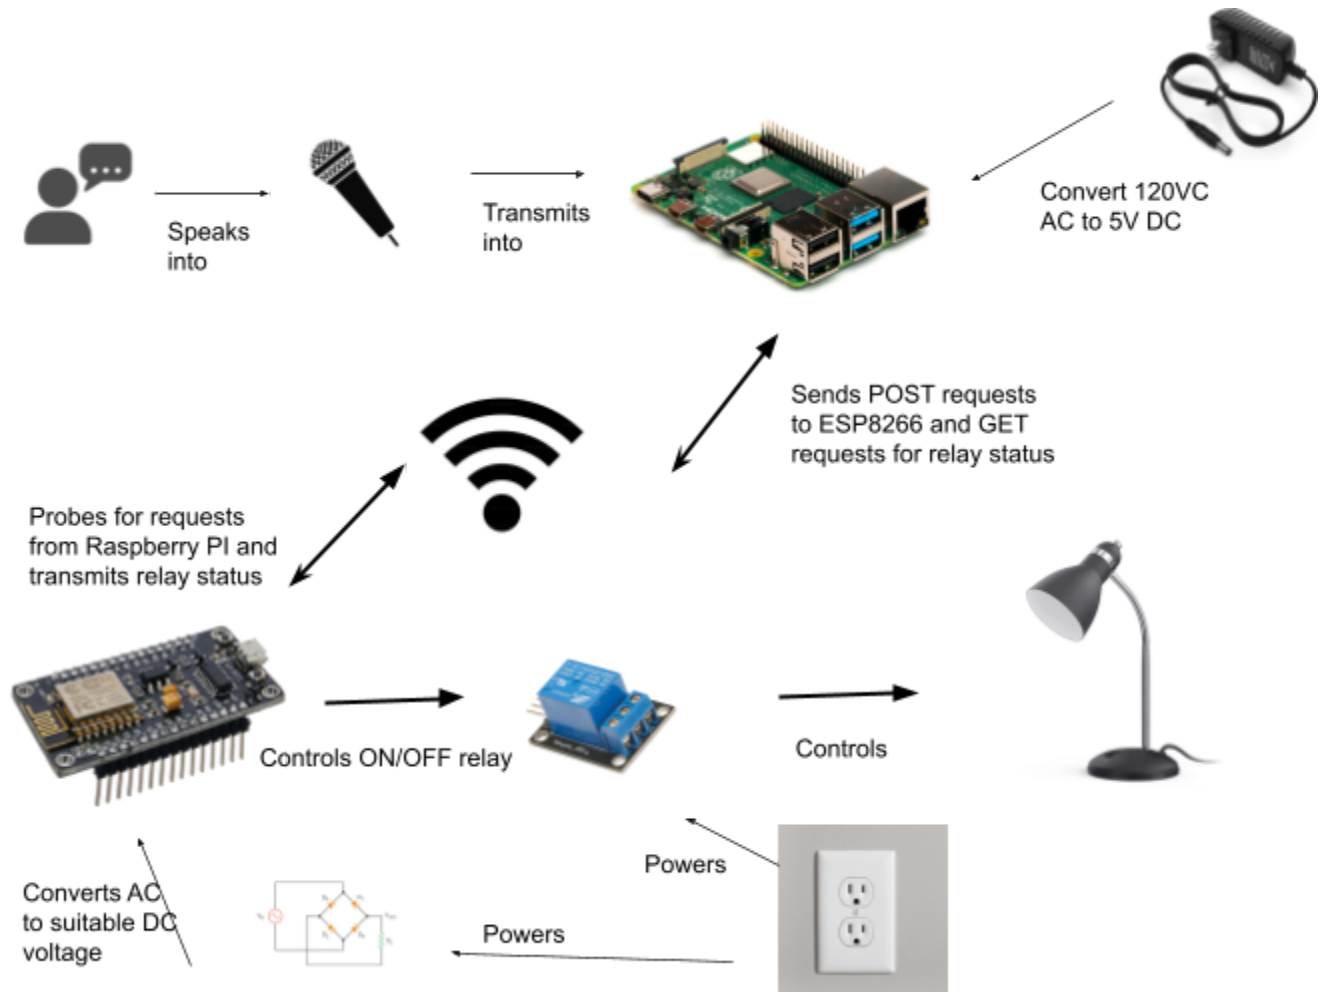 Speaks
into
Transmits
into
Convert 120VC
AC to 5V DC
Sends POST requests
to ESP8266 and GET
requests for relay status
Probes for requests
from Raspberry PI and
transmits relay status
Controls ON/OFF relay
Controls
Powers
Converts AC
to suitable DC
voltage
Powers